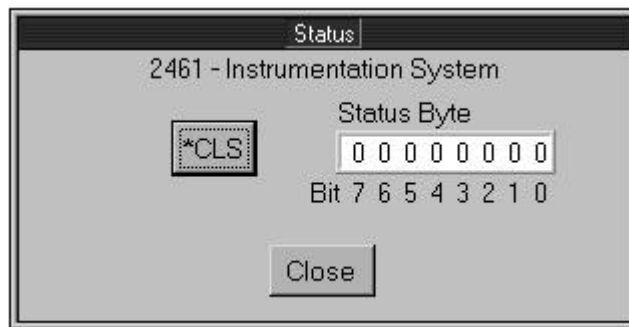 Status
2461 - Instrumentation System
Status Byte
*CLS
0 0 0 0 0 0 0 0
Bit 7 6 5 4 3 2 1 0
Close